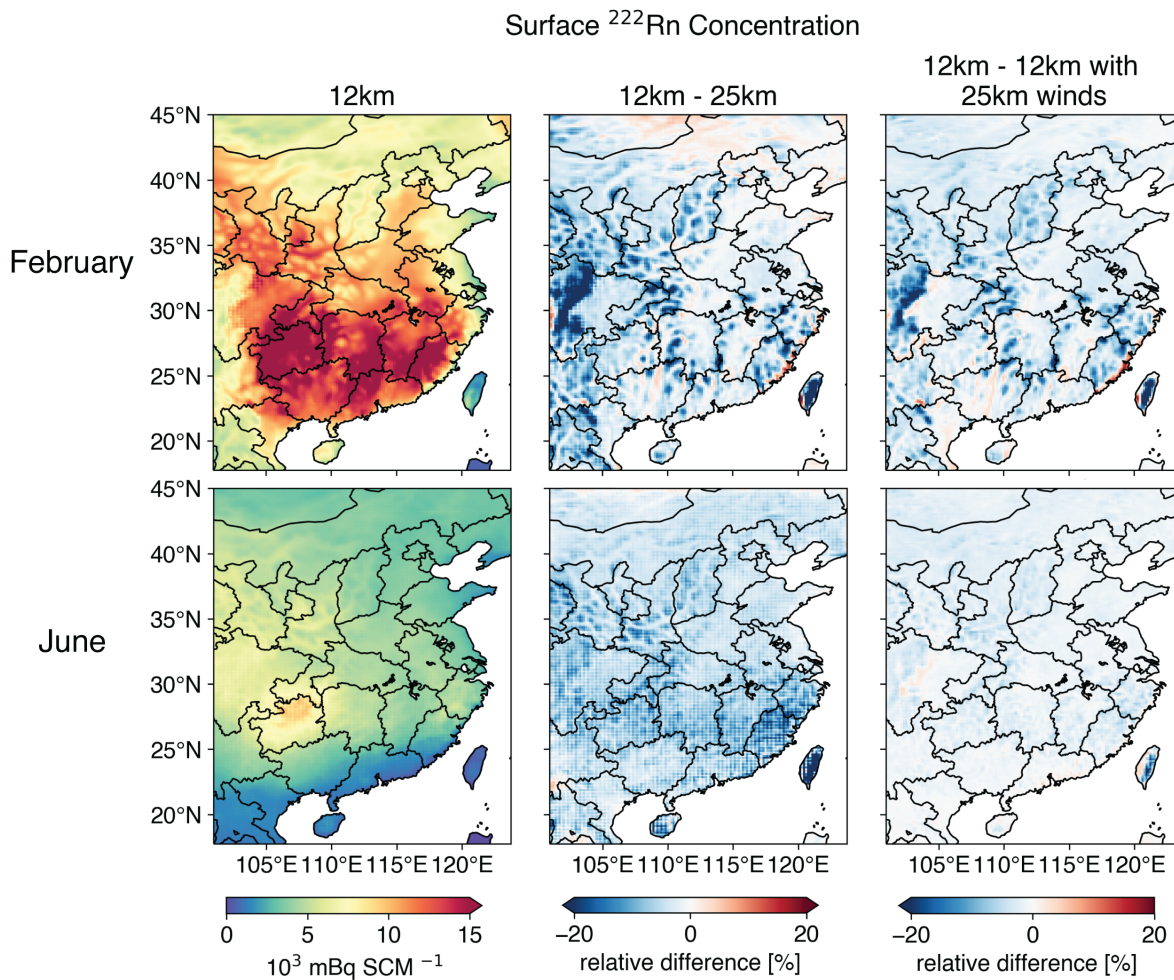 Surface ²²²Rn Concentration
12km
12km - 25km
12km - 12km with
25km winds
February
45°N
40°N
35°N
30°N
25°N
20°N
June
45°N
40°N
35°N
30°N
25°N
20°N
105°E 110°E 115°E 120°E
105°E 110°E 115°E 120°E
105°E 110°E 115°E 120°E
0 5 10 15
10³ mBq SCM ⁻¹
−20 0 20
relative difference [%]
−20 0 20
relative difference [%]